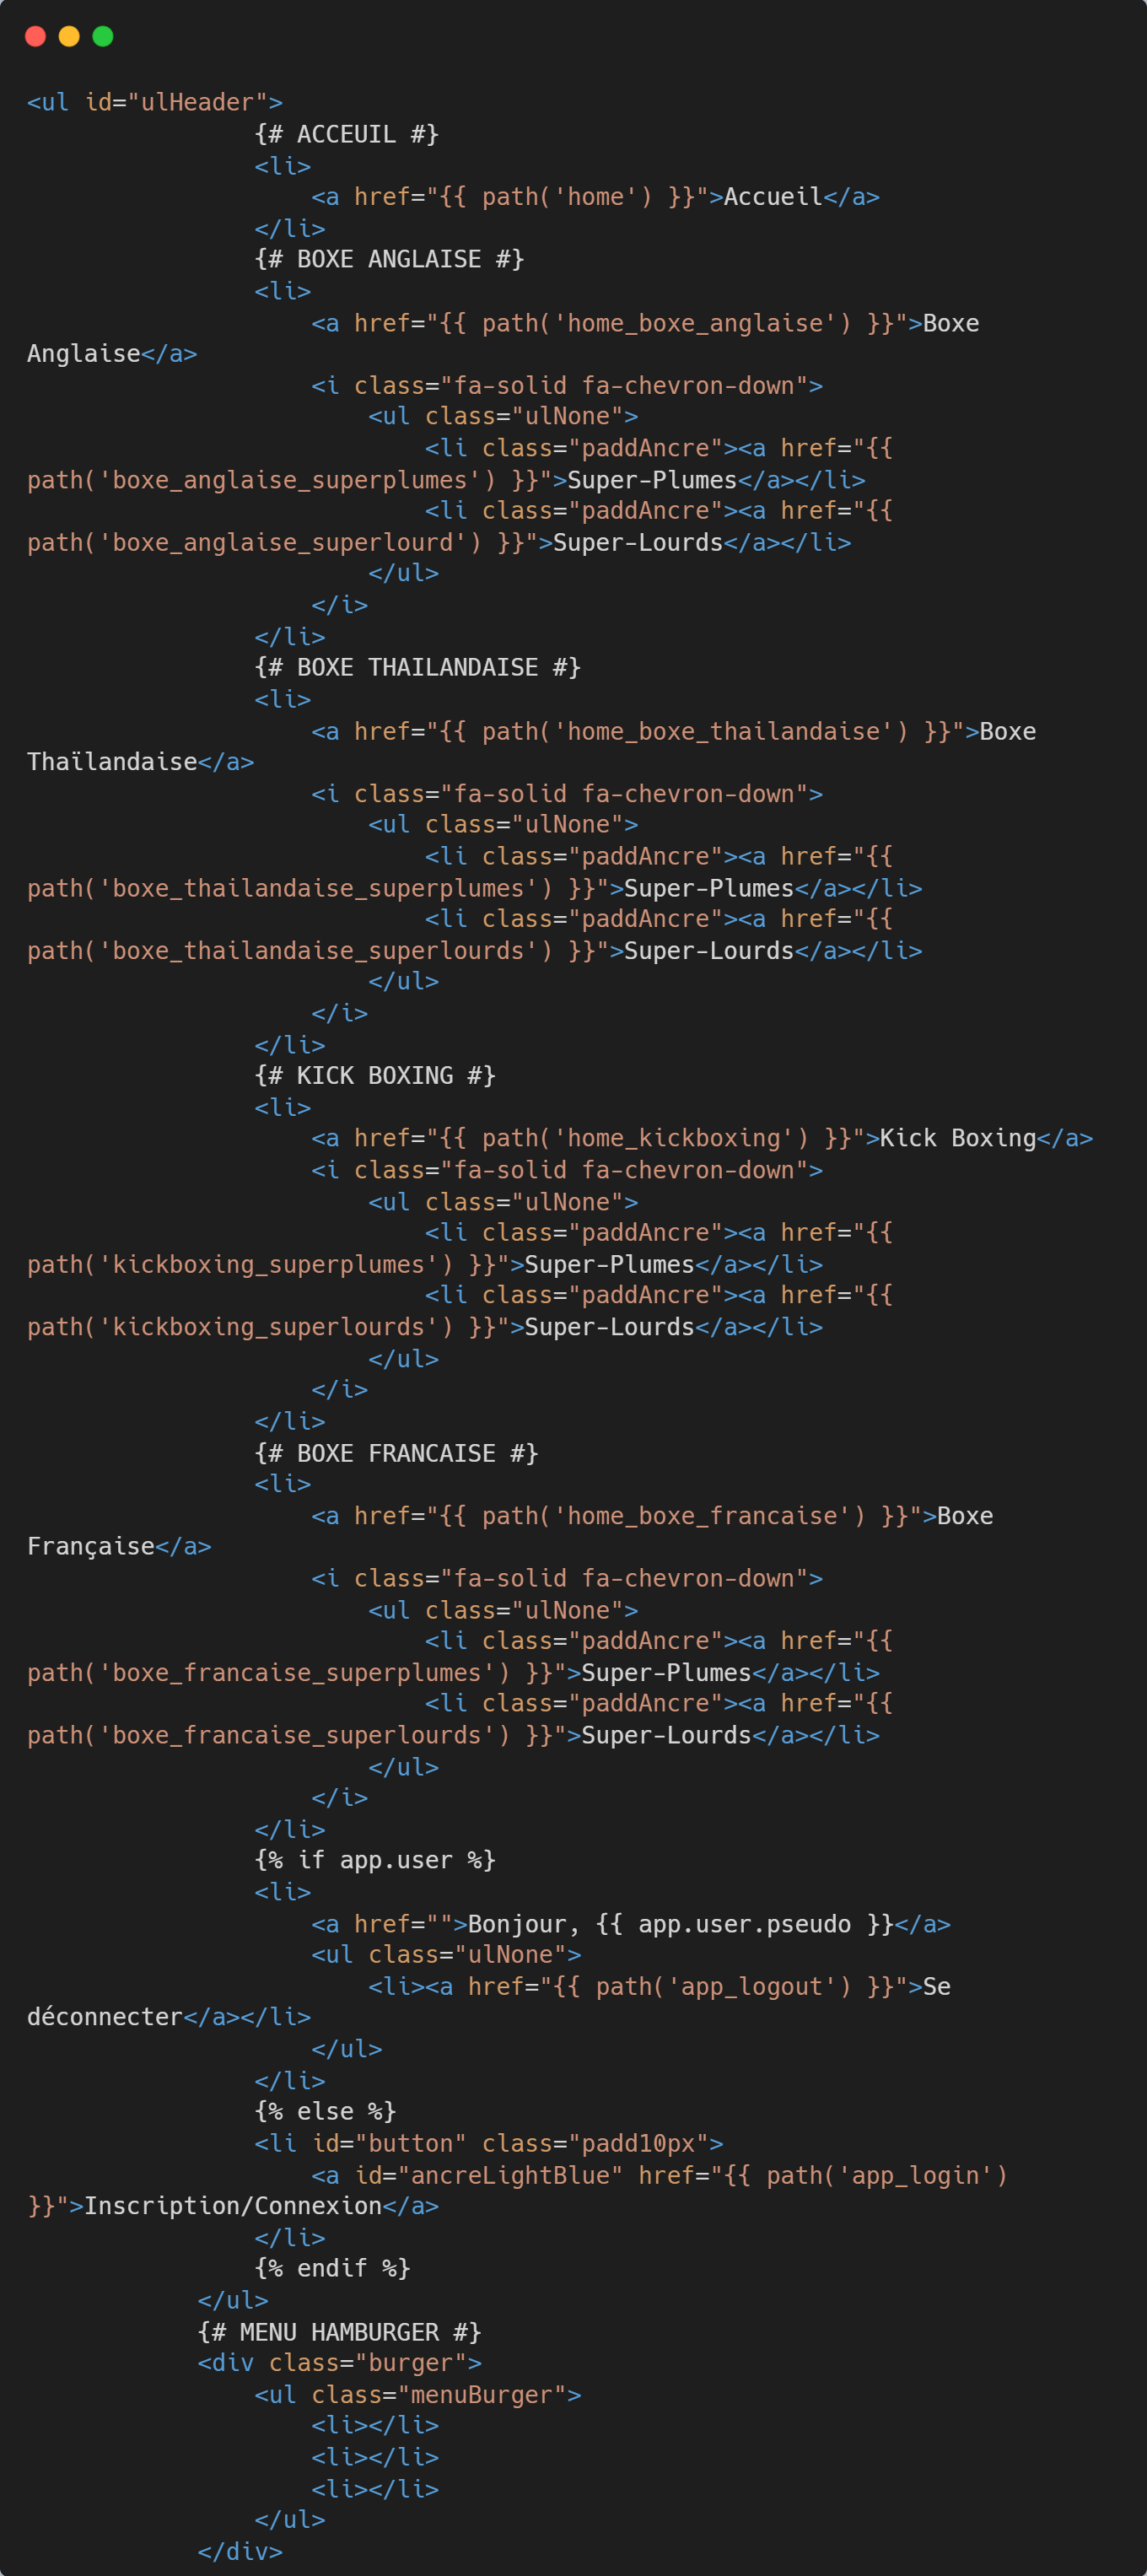 <ul id="ulHeader">
                {# ACCEUIL #}
                <li>
                    <a href="{{ path('home') }}">Accueil</a>
                </li>
                {# BOXE ANGLAISE #}
                <li>
                    <a href="{{ path('home_boxe_anglaise') }}">Boxe
Anglaise</a>
                    <i class="fa-solid fa-chevron-down">
                        <ul class="ulNone">
                            <li class="paddAncre"><a href="{{
path('boxe_anglaise_superplumes') }}">Super-Plumes</a></li>
                            <li class="paddAncre"><a href="{{
path('boxe_anglaise_superlourd') }}">Super-Lourds</a></li>
                        </ul>
                    </i>
                </li>
                {# BOXE THAILANDAISE #}
                <li>
                    <a href="{{ path('home_boxe_thailandaise') }}">Boxe
Thaïlandaise</a>
                    <i class="fa-solid fa-chevron-down">
                        <ul class="ulNone">
                            <li class="paddAncre"><a href="{{
path('boxe_thailandaise_superplumes') }}">Super-Plumes</a></li>
                            <li class="paddAncre"><a href="{{
path('boxe_thailandaise_superlourds') }}">Super-Lourds</a></li>
                        </ul>
                    </i>
                </li>
                {# KICK BOXING #}
                <li>
                    <a href="{{ path('home_kickboxing') }}">Kick Boxing</a>
                    <i class="fa-solid fa-chevron-down">
                        <ul class="ulNone">
                            <li class="paddAncre"><a href="{{
path('kickboxing_superplumes') }}">Super-Plumes</a></li>
                            <li class="paddAncre"><a href="{{
path('kickboxing_superlourds') }}">Super-Lourds</a></li>
                        </ul>
                    </i>
                </li>
                {# BOXE FRANCAISE #}
                <li>
                    <a href="{{ path('home_boxe_francaise') }}">Boxe
Française</a>
                    <i class="fa-solid fa-chevron-down">
                        <ul class="ulNone">
                            <li class="paddAncre"><a href="{{
path('boxe_francaise_superplumes') }}">Super-Plumes</a></li>
                            <li class="paddAncre"><a href="{{
path('boxe_francaise_superlourds') }}">Super-Lourds</a></li>
                        </ul>
                    </i>
                </li>
                {% if app.user %}
                <li>
                    <a href="">Bonjour, {{ app.user.pseudo }}</a>
                    <ul class="ulNone">
                        <li><a href="{{ path('app_logout') }}">Se
déconnecter</a></li>
                    </ul>
                </li>
                {% else %}
                <li id="button" class="padd10px">
                    <a id="ancreLightBlue" href="{{ path('app_login')
}}">Inscription/Connexion</a>
                </li>
                {% endif %}
            </ul>
            {# MENU HAMBURGER #}
            <div class="burger">
                <ul class="menuBurger">
                    <li></li>
                    <li></li>
                    <li></li>
                </ul>
            </div>